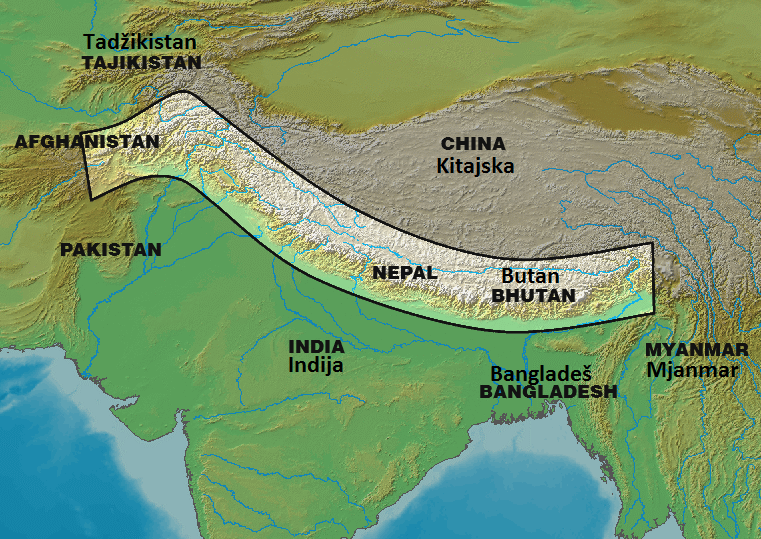 Tadžikistan
TAJIKISTAN
AFGHANISTAN
CHINA
Kitajska
PAKISTAN
NEPAL
Butan
BHUTAN
INDIA
Indija
MYANMAR
Mjanmar
Bangladeš
BANGLADESH